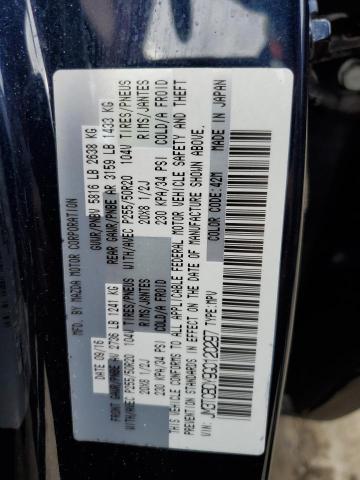 MFD. BY MAZDA MOTOR CORPORATION
DATE 09/16 GVWR/PNBV 5816 LB 2638 KG
FRONT GAWR/PNBE AV 2736 LB 1241 KG REAR GAWR/PNBE AR 3159 LB 1433 KG
WITH/AVEC P255/50R20 104V TIRES/PNEUS WITH/AVEC P255/50R20 104V TIRES/PNEUS
20X8 1/2J RIMS/JANTES 20X8 1/2J RIMS/JANTES
230 KPA/34 PSI COLD/A FROID 230 KPA/34 PSI COLD/A FROID
THIS VEHICLE CONFORMS TO ALL APPLICABLE FEDERAL MOTOR VEHICLE SAFETY AND THEFT
PREVENTION STANDARDS IN EFFECT ON THE DATE OF MANUFACTURE SHOWN ABOVE.
VIN: TYPE: MPV COLOR CODE: 42M MADE IN JAPAN